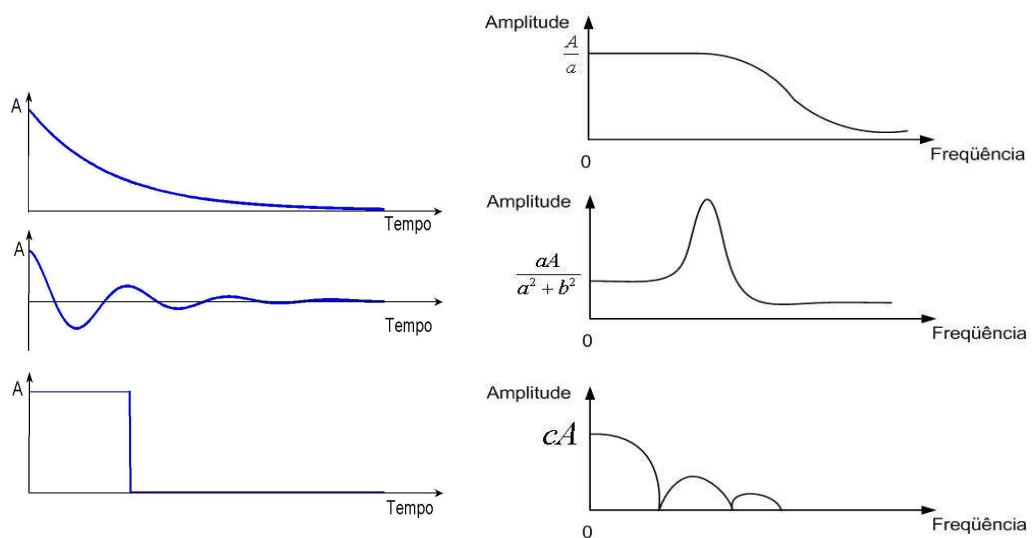 A
Tempo
A
Tempo
A
Tempo
Amplitude
A
a
0
Freqüência
Amplitude
aA
a² + b²
0
Freqüência
Amplitude
cA
0
Freqüência